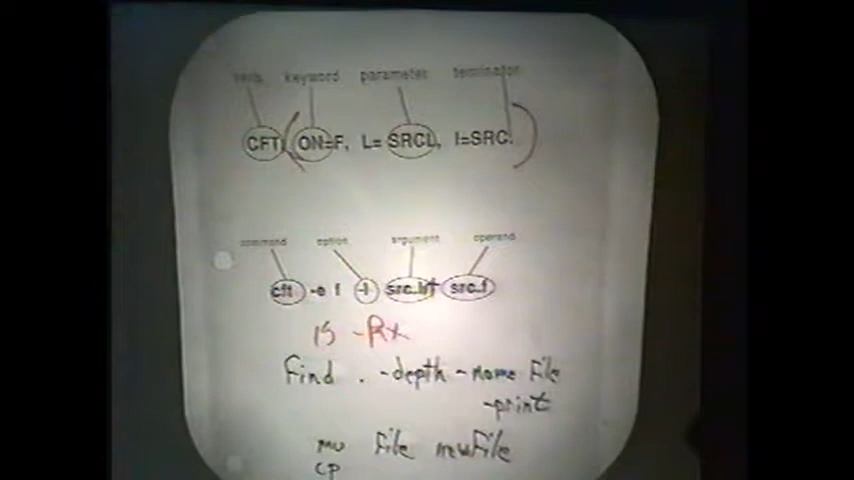 verb keyword parameter terminator
CFT, ON=F, L= SRCL, I=SRC.
command option argument operand
cft -e f -l src.lst src.f
ls -Rx
find . -depth -name File
-print
mv file newFile
cp